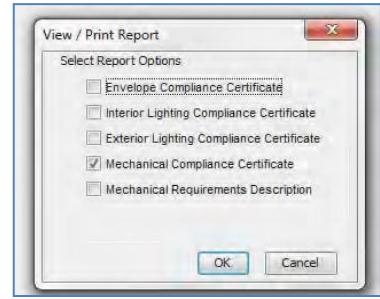 View / Print Report
Select Report Options
Envelope Compliance Certificate
Interior Lighting Compliance Certificate
Exterior Lighting Compliance Certificate
Mechanical Compliance Certificate
Mechanical Requirements Description
OK Cancel